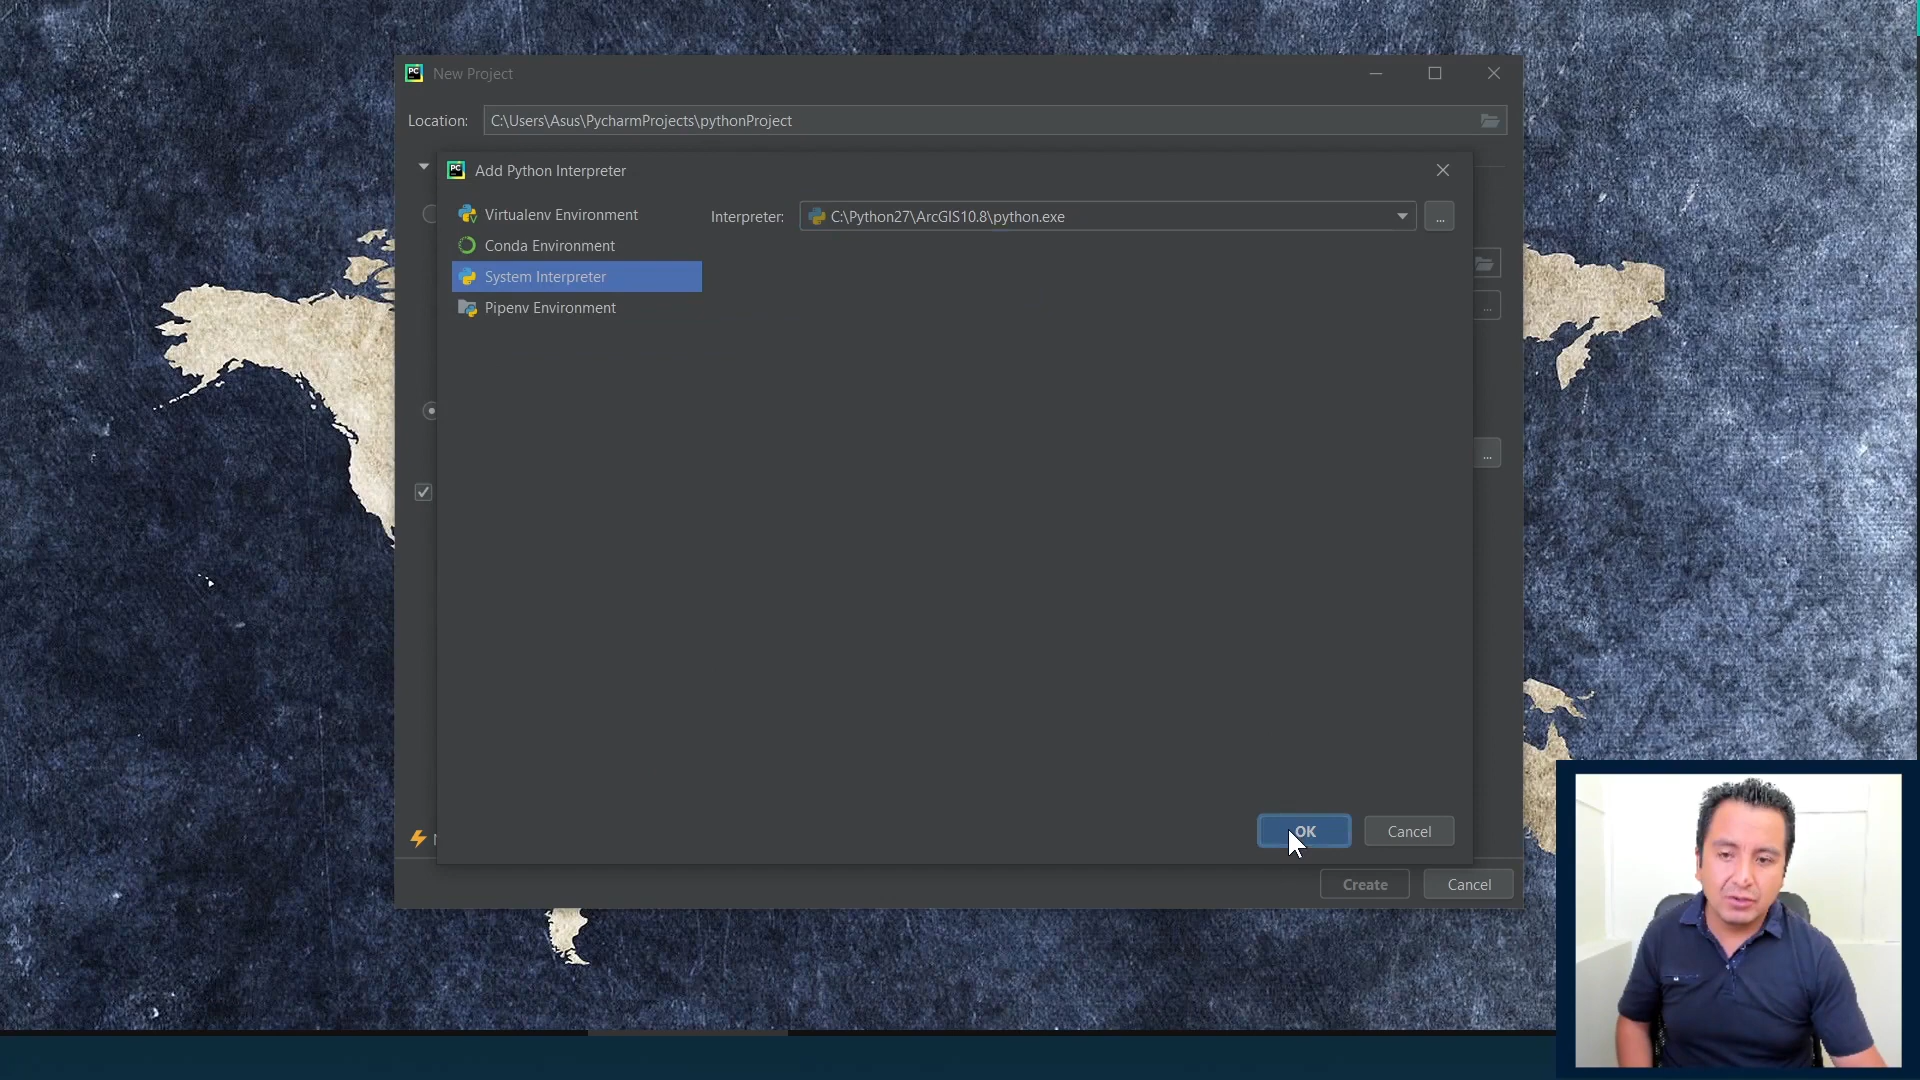 New Project
Location: C:\Users\Asus\PycharmProjects\pythonProject
Add Python Interpreter
Virtualenv Environment
Interpreter: C:\Python27\ArcGIS10.8\python.exe
...
Conda Environment
System Interpreter
Pipenv Environment
...
...
OK
Cancel
Create
Cancel